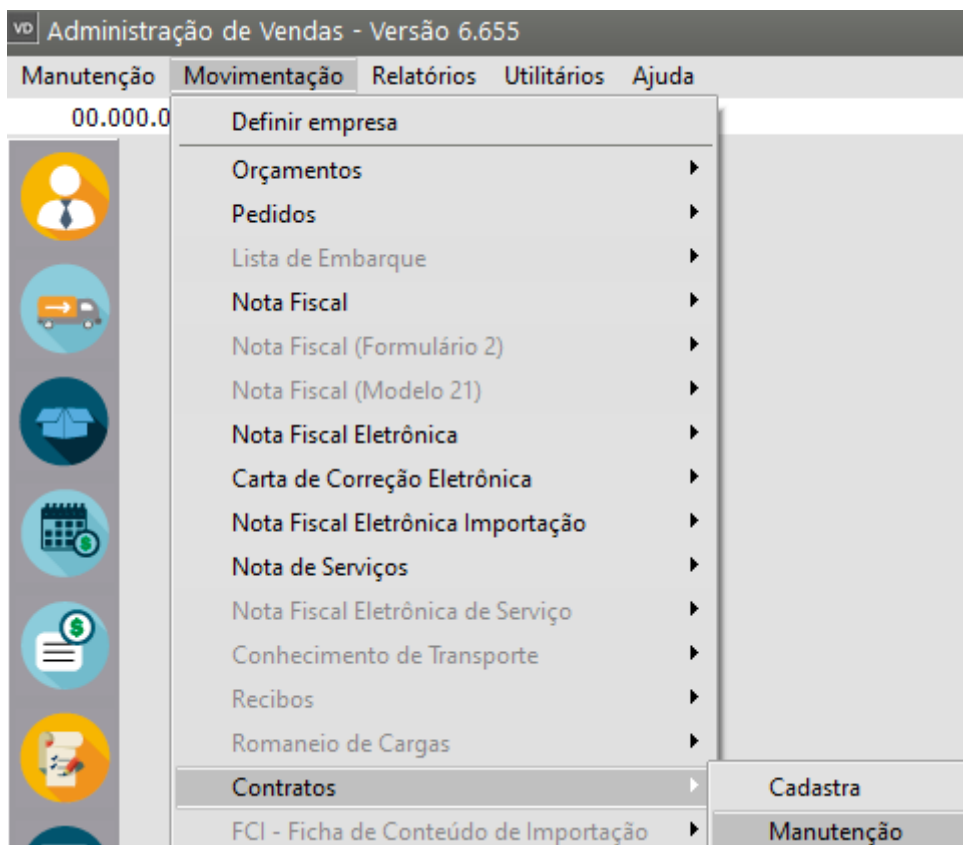 VD Administração de Vendas - Versão 6.655
Manutenção Movimentação Relatórios Utilitários Ajuda
00.000.0
Definir empresa
Orçamentos
Pedidos
Lista de Embarque
Nota Fiscal
Nota Fiscal (Formulário 2)
Nota Fiscal (Modelo 21)
Nota Fiscal Eletrônica
Carta de Correção Eletrônica
Nota Fiscal Eletrônica Importação
Nota de Serviços
Nota Fiscal Eletrônica de Serviço
Conhecimento de Transporte
Recibos
Romaneio de Cargas
Contratos Cadastra
FCI - Ficha de Conteúdo de Importação Manutenção